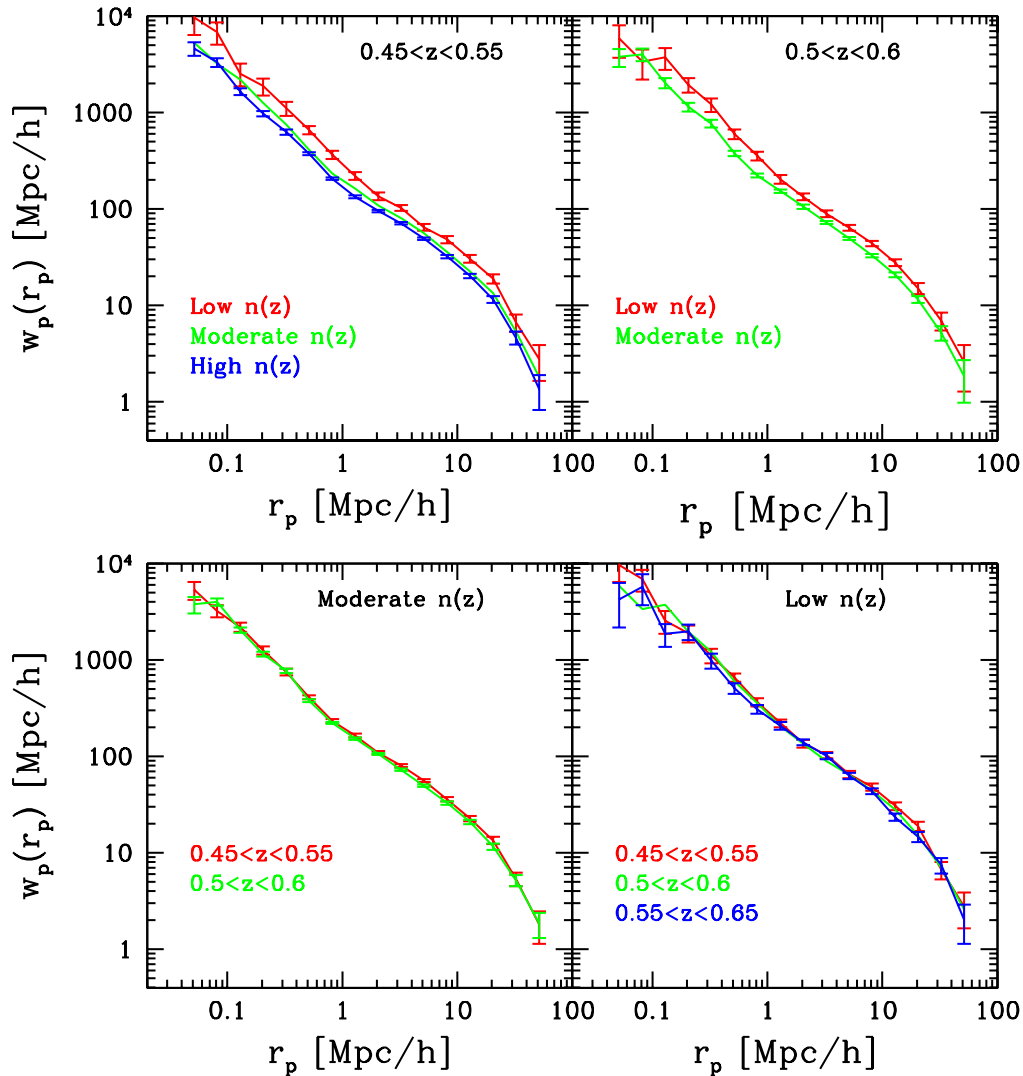 0.45<z<0.55
0.5<z<0.6
10⁴
1000
100
10
1
w_p(r_p) [Mpc/h]
Low n(z)
Moderate n(z)
High n(z)
Low n(z)
Moderate n(z)
0.1 1 10 100
0.1 1 10 100
r_p [Mpc/h]
r_p [Mpc/h]
Moderate n(z)
Low n(z)
10⁴
1000
100
10
1
w_p(r_p) [Mpc/h]
0.45<z<0.55
0.5<z<0.6
0.45<z<0.55
0.5<z<0.6
0.55<z<0.65
0.1 1 10 100
0.1 1 10 100
r_p [Mpc/h]
r_p [Mpc/h]